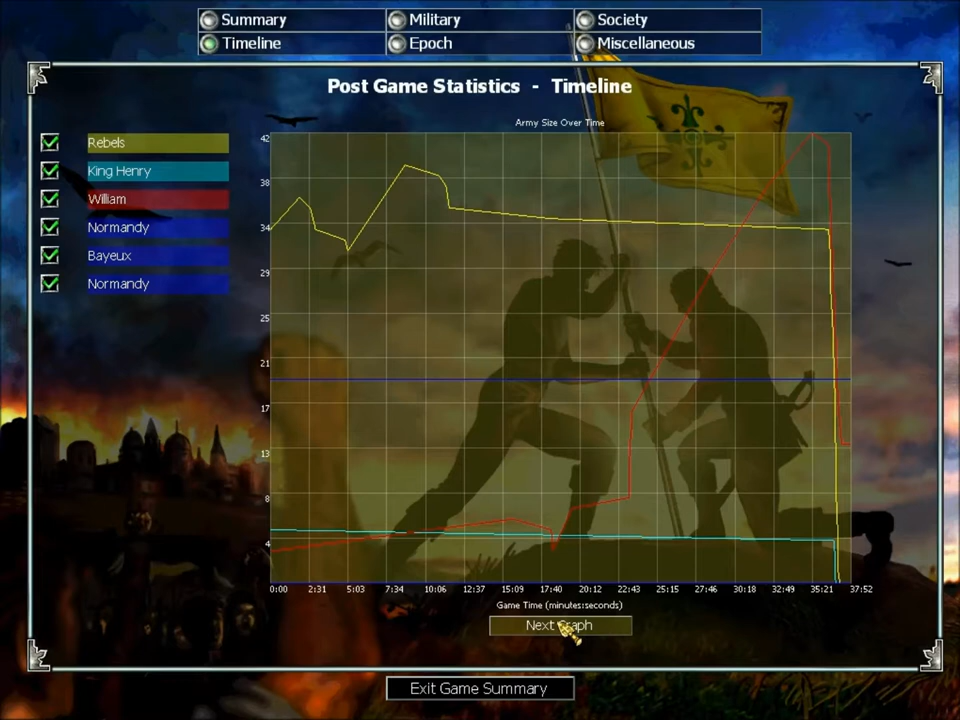 Summary
Military
Society
Timeline
Epoch
Miscellaneous
Post Game Statistics - Timeline
Army Size Over Time
Rebels
King Henry
William
Normandy
Bayeux
Normandy
42
38
34
29
25
21
17
13
8
4
0:00 2:31 5:03 7:34 10:06 12:37 15:09 17:40 20:12 22:43 25:15 27:46 30:18 32:49 35:21 37:52
Game Time (minutes:seconds)
Next Graph
Exit Game Summary